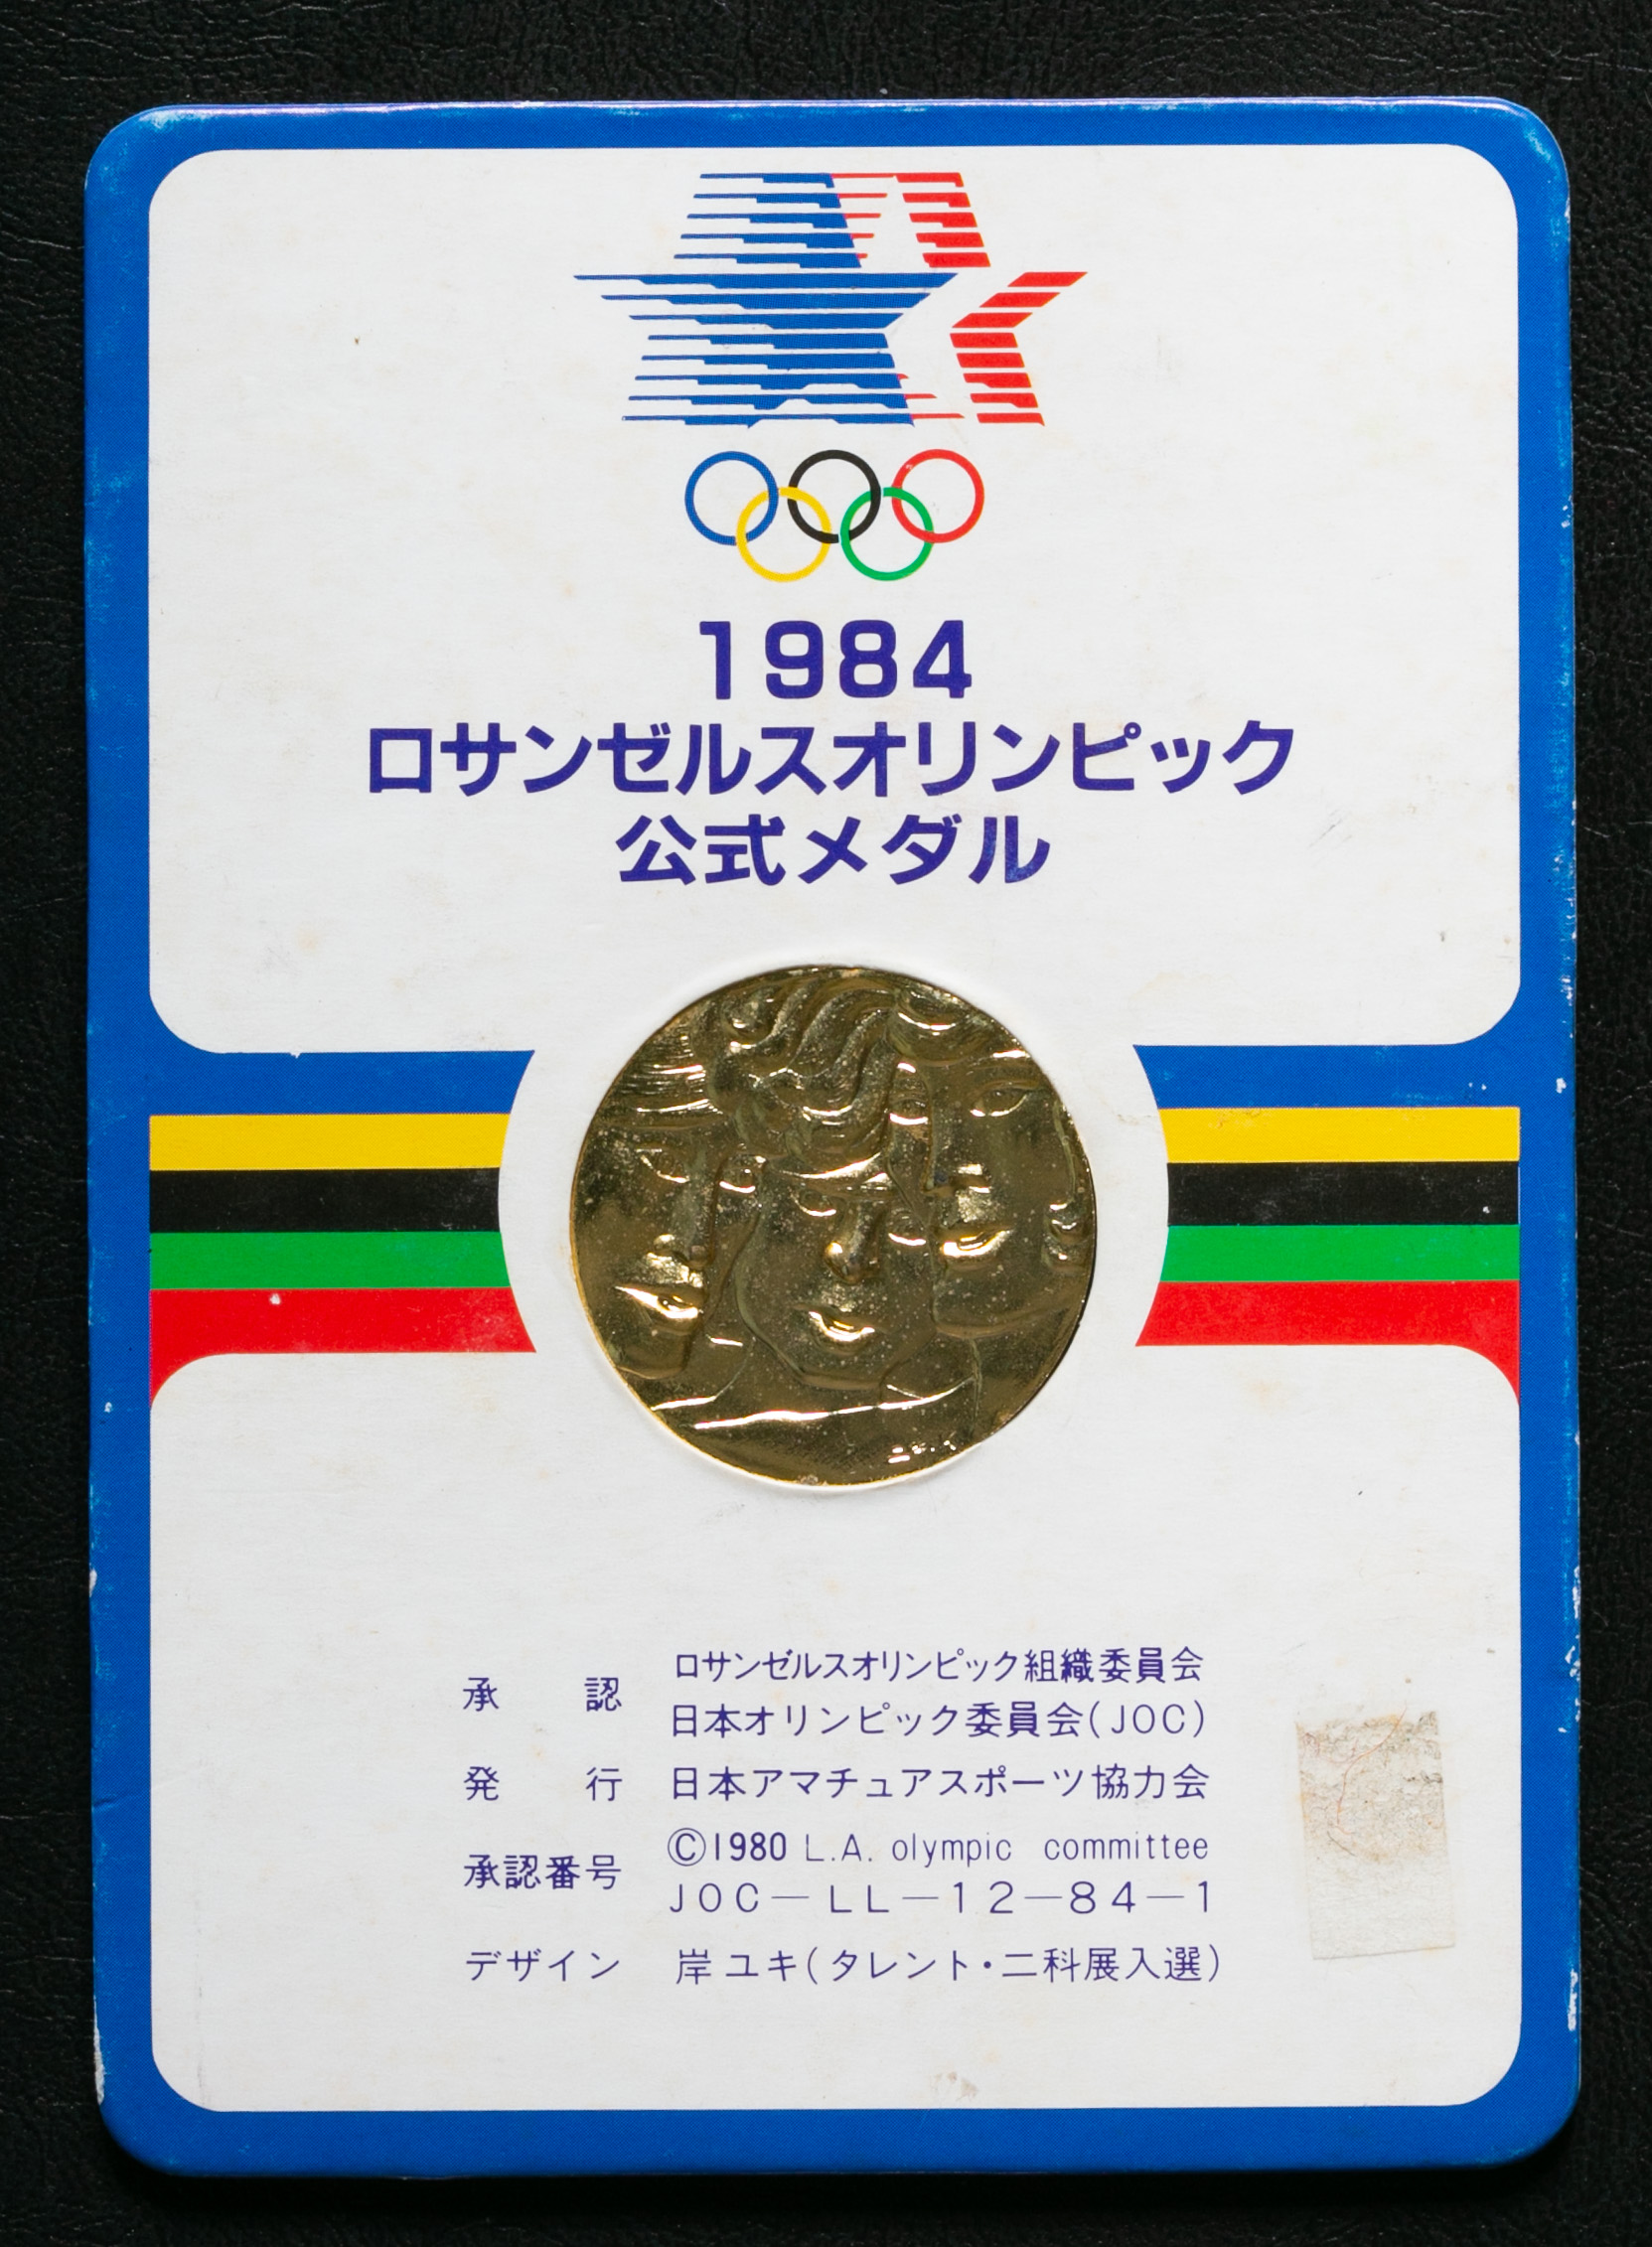 1984
ロサンゼルスオリンピック
公式メダル
承認 ロサンゼルスオリンピック組織委員会
日本オリンピック委員会(JOC)
発行 日本アマチュアスポーツ協力会
承認番号 ©1980 L.A. olympic committee
JOC－LL－12－84－1
デザイン 岸ユキ(タレント・二科展入選)